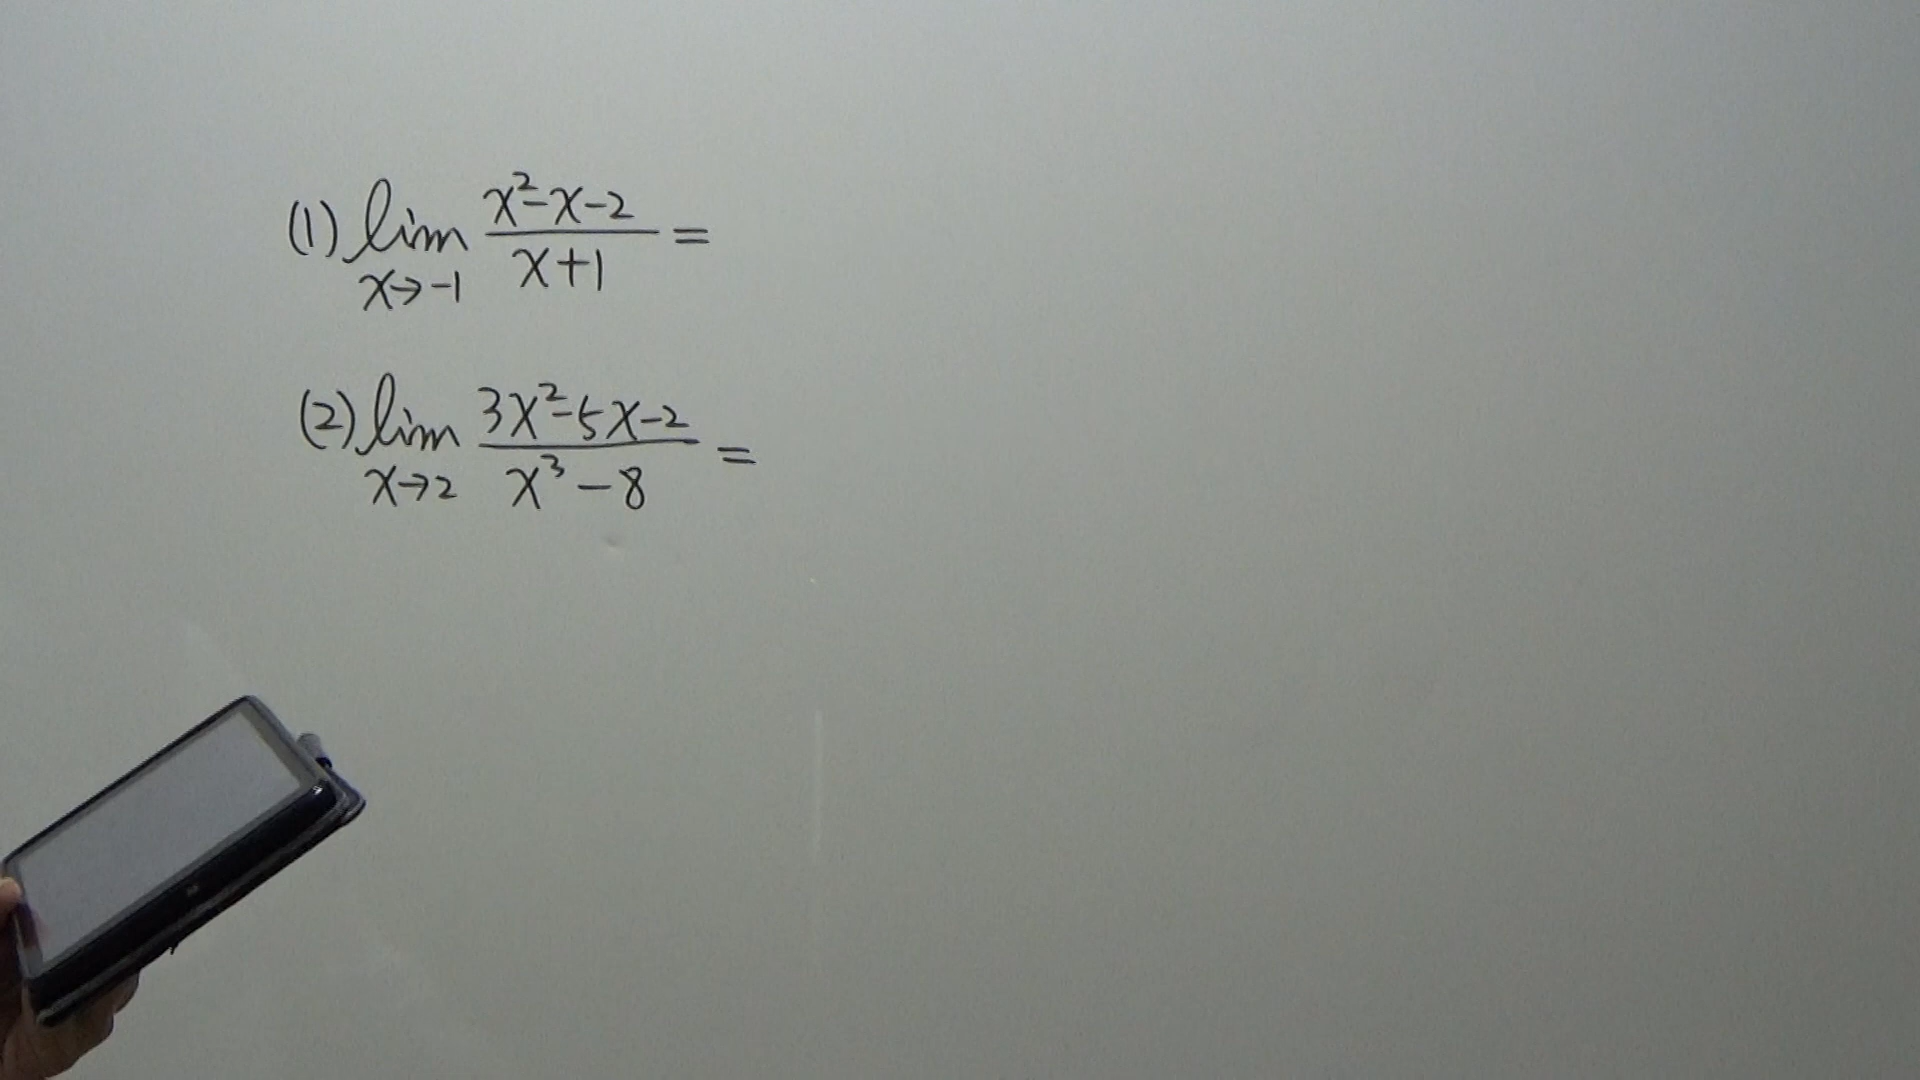 (1) lim x→-1 (x²-x-2)/(x+1) =
(2) lim x→2 (3x²-5x-2)/(x³-8) =